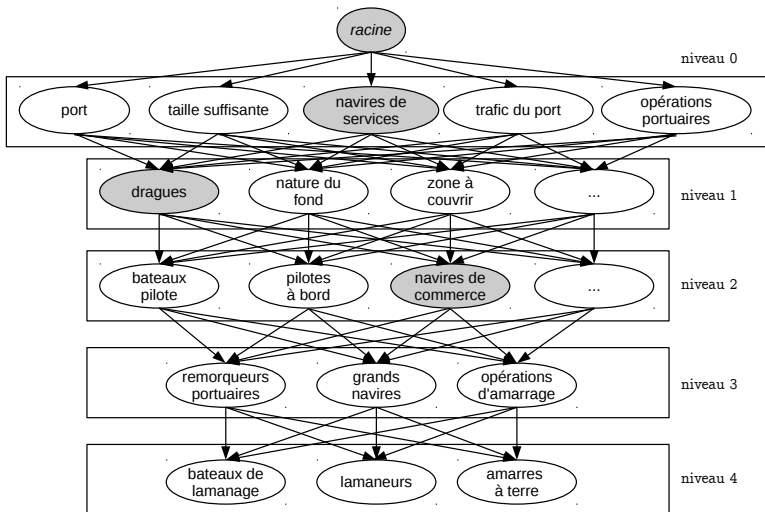 racine
niveau 0
port
taille suffisante
navires de
services
trafic du port
opérations
portuaires
dragues
nature du
fond
zone à
couvrir
...
niveau 1
bateaux
pilote
pilotes
à bord
navires de
commerce
...
niveau 2
remorqueurs
portuaires
grands
navires
opérations
d'amarrage
niveau 3
bateaux de
lamanage
lamaneurs
amarres
à terre
niveau 4